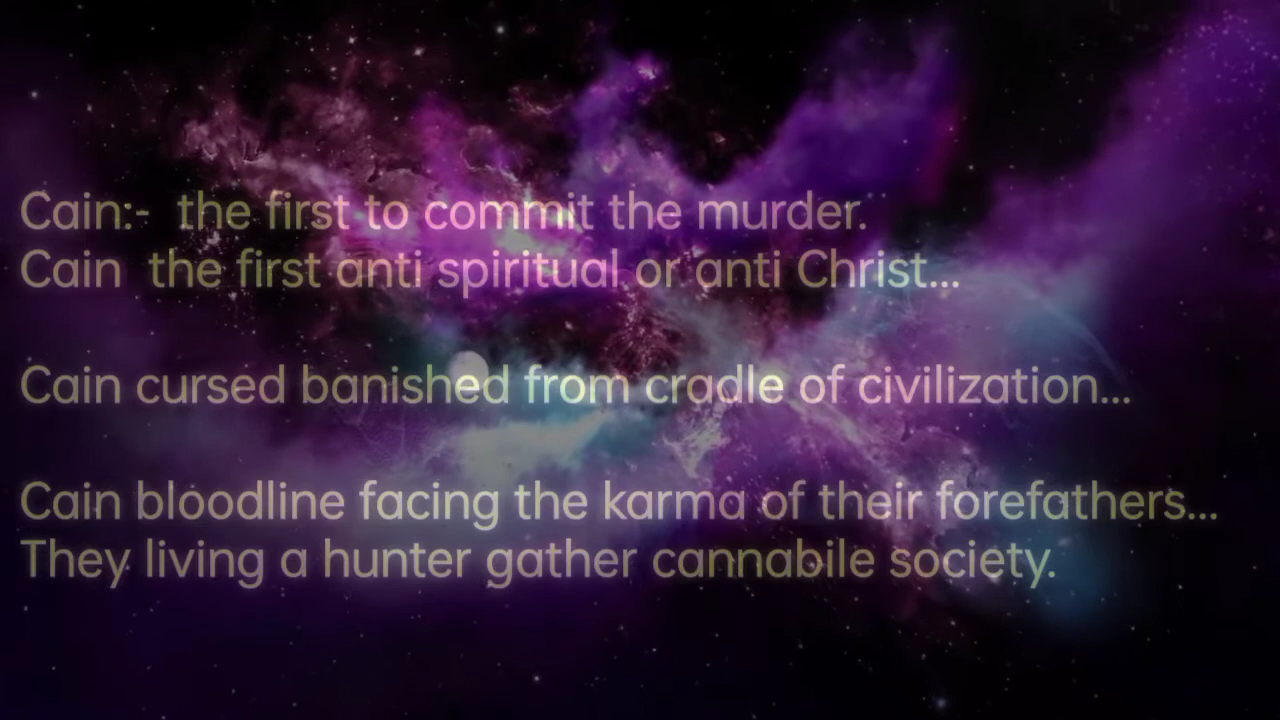 Cain:-  the first to commit the murder.
Cain  the first anti spiritual or anti Christ...
Cain cursed banished from cradle of civilization...
Cain bloodline facing the karma of their forefathers...
They living a hunter gather cannabile society.